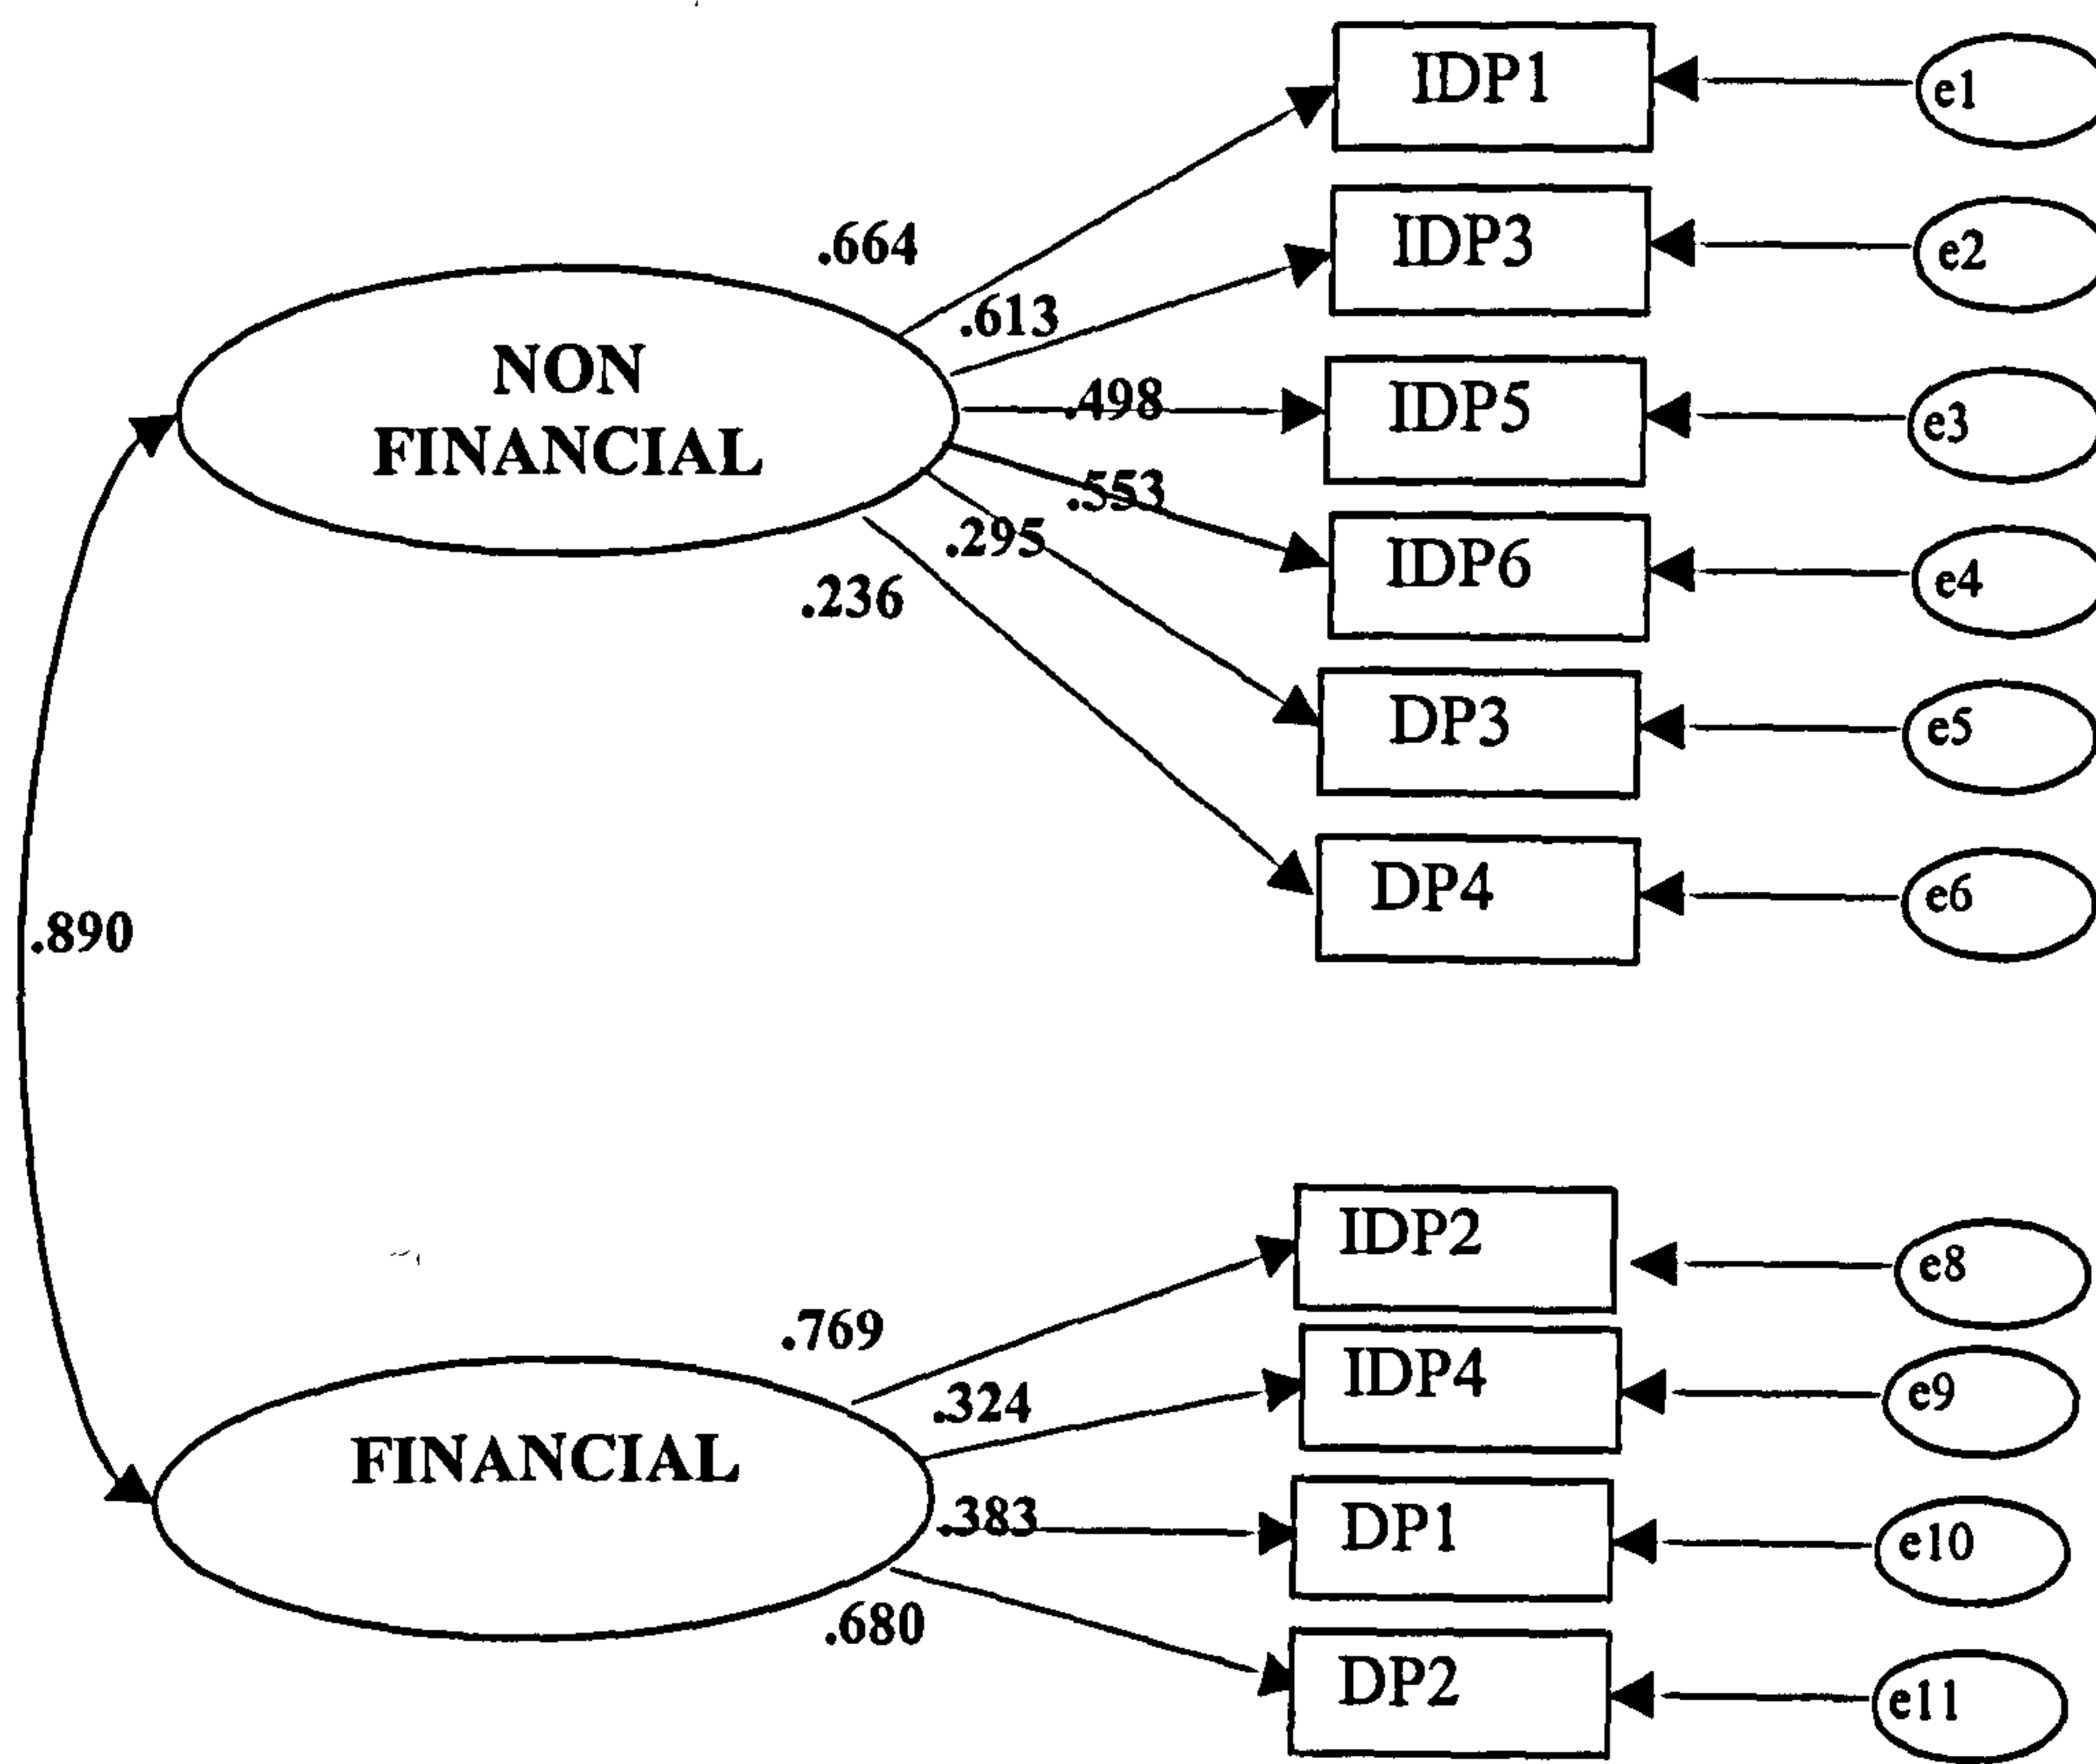 IDP1
e1
.664
IDP3
e2
.613
NON
FINANCIAL
.498
IDP5
e3
.553
IDP6
e4
.295
.236
DP3
e5
DP4
e6
.890
IDP2
e8
.769
IDP4
e9
.324
FINANCIAL
.383
DP1
e10
.680
DP2
e11